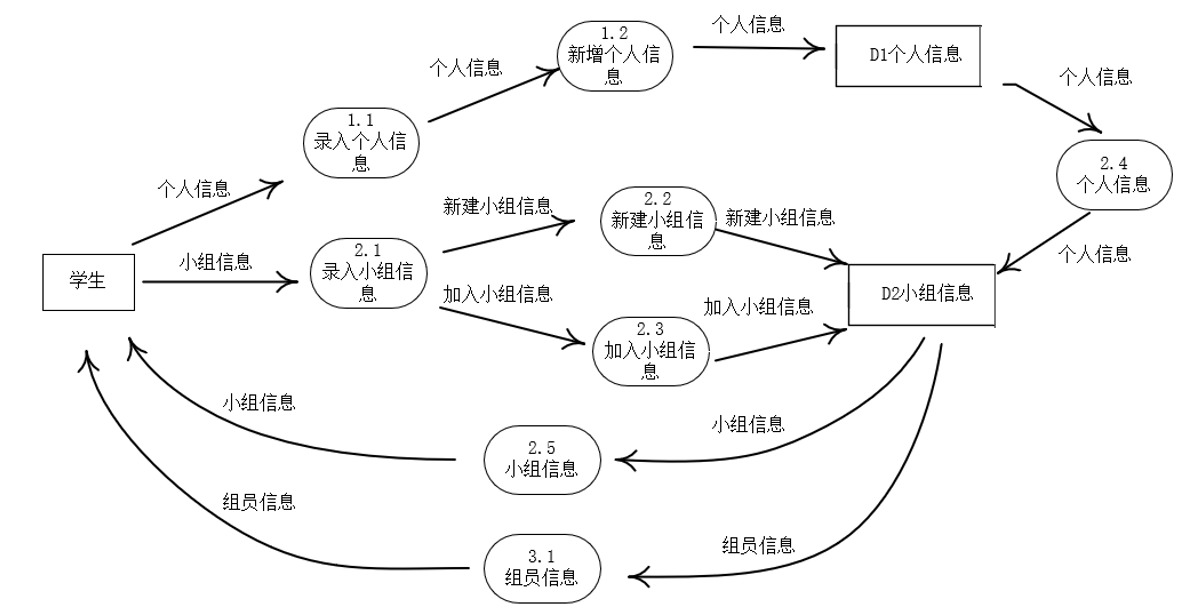 个人信息
1.2
新增个人信
息
D1个人信息
个人信息
个人信息
1.1
录入个人信
息
2.4
个人信息
个人信息
新建小组信息
2.2
新建小组信
息
新建小组信息
个人信息
小组信息
2.1
录入小组信
息
学生
加入小组信息
D2小组信息
加入小组信息
2.3
加入小组信
息
小组信息
小组信息
2.5
小组信息
组员信息
组员信息
3.1
组员信息